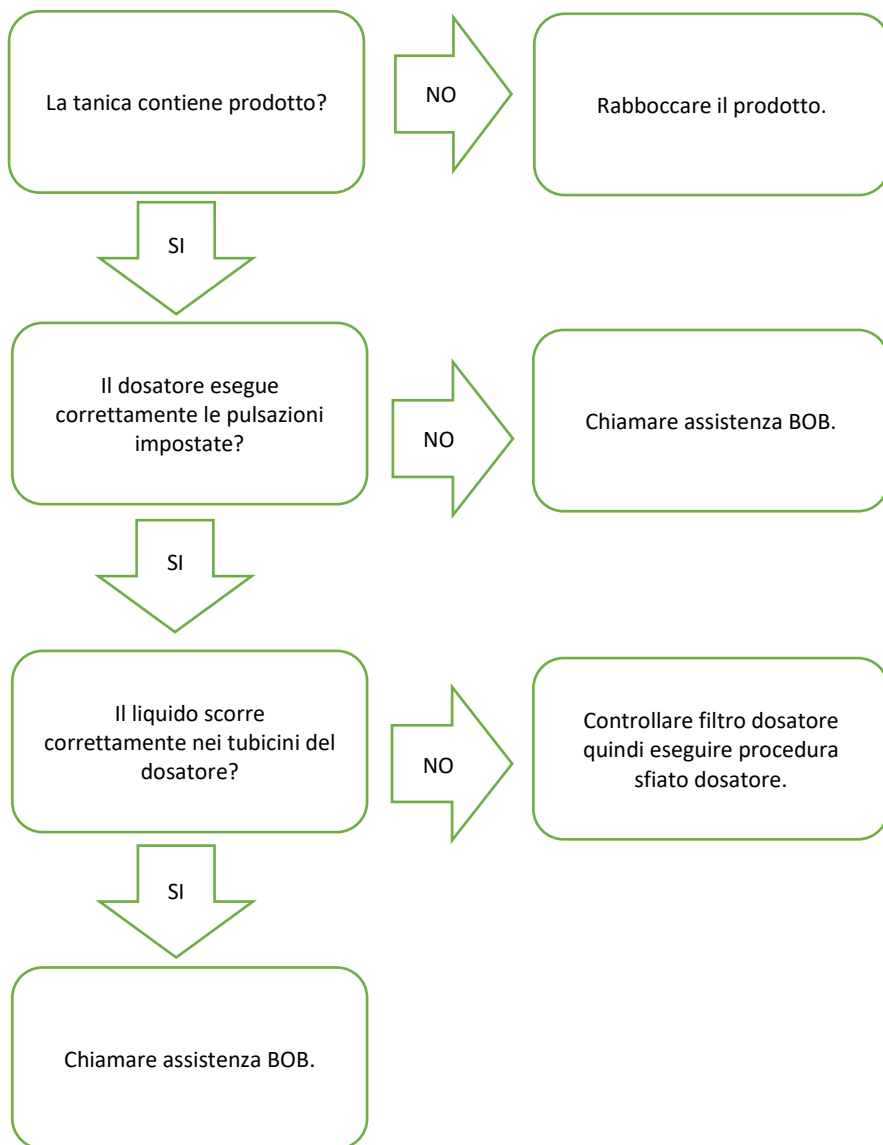 La tanica contiene prodotto?
NO
Rabboccare il prodotto.
SI
Il dosatore esegue
correttamente le pulsazioni
impostate?
NO
Chiamare assistenza BOB.
SI
Il liquido scorre
correttamente nei tubicini del
dosatore?
NO
Controllare filtro dosatore
quindi eseguire procedura
sfiato dosatore.
SI
Chiamare assistenza BOB.